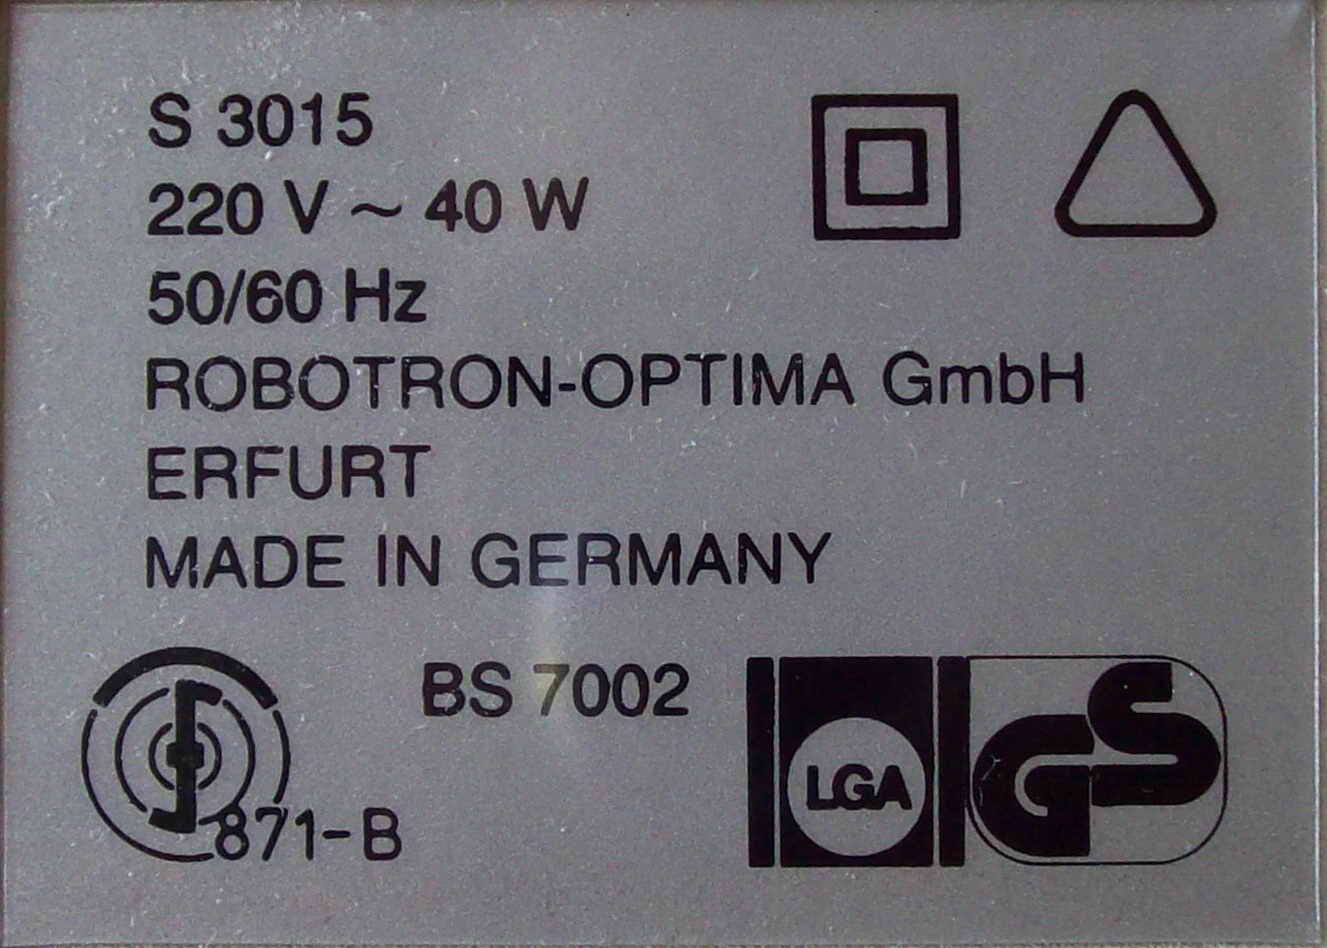 S 3015
220 V ~ 40 W
50/60 Hz
ROBOTRON-OPTIMA GmbH
ERFURT
MADE IN GERMANY
BS 7002
871-B
LGA
GS